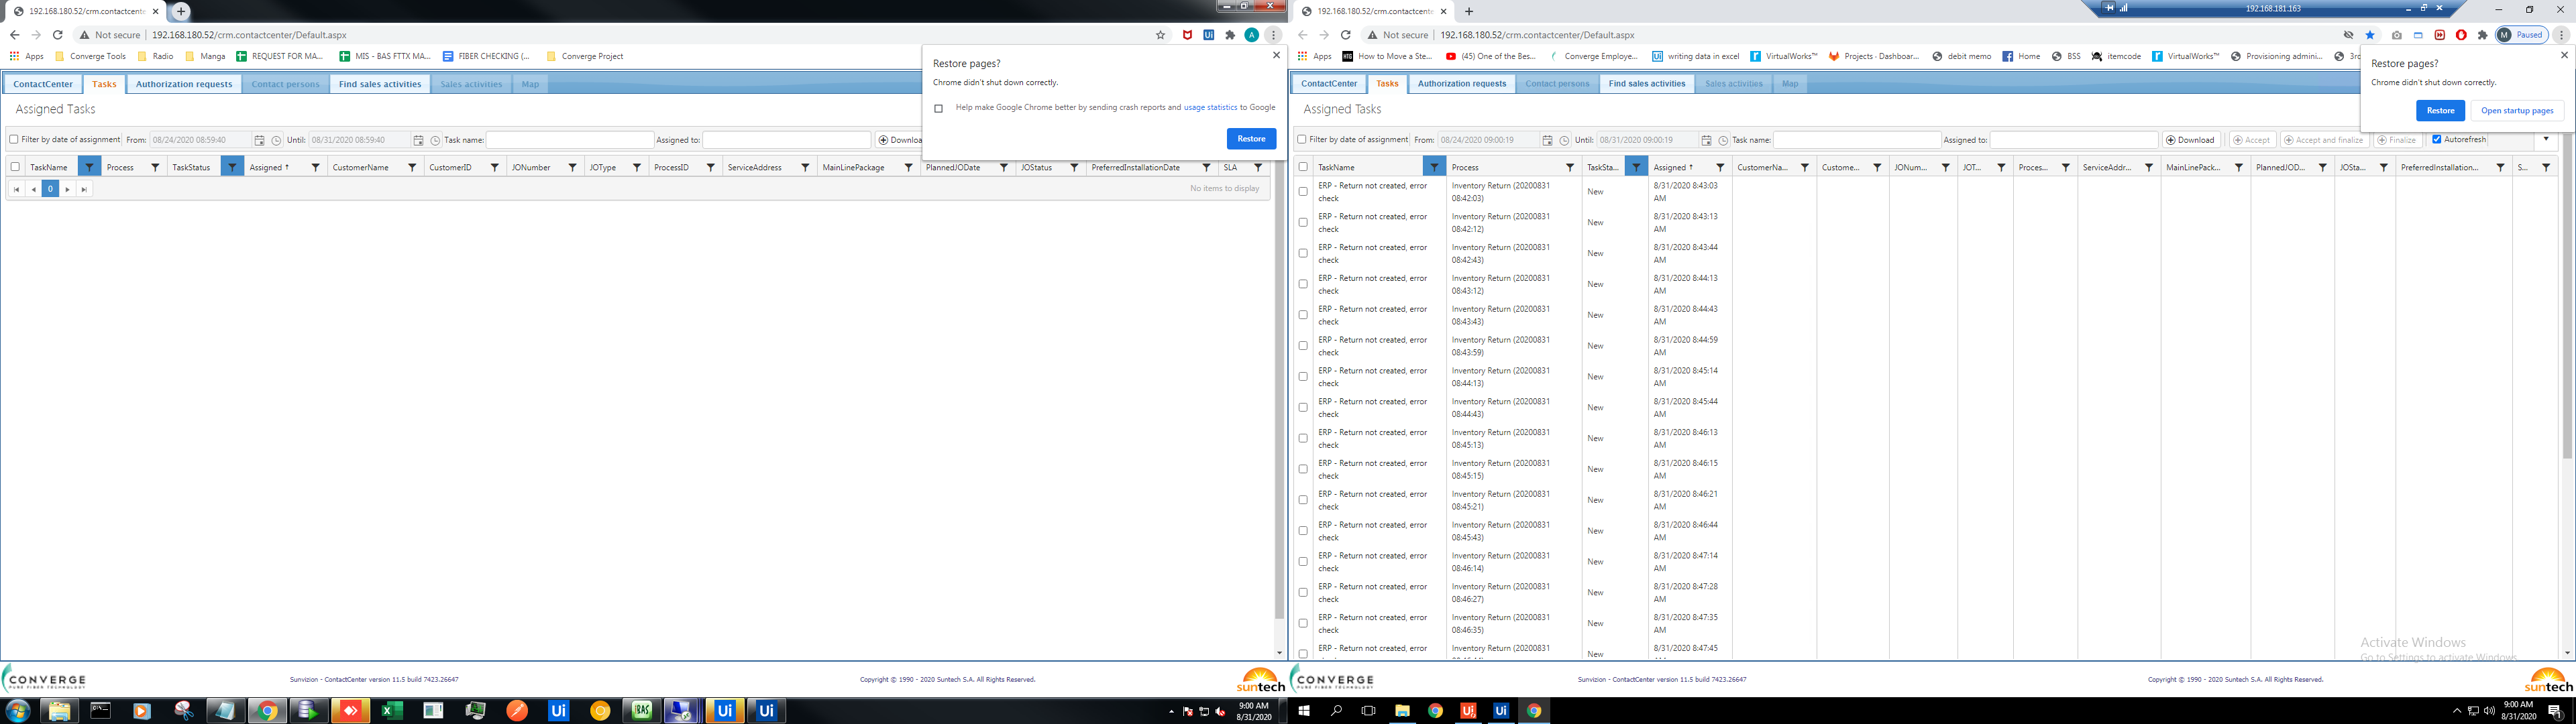 192.168.180.52/crm.contactcente
Not secure 192.168.180.52/crm.contactcenter/Default.aspx
Apps Converge Tools Radio Manga REQUEST FOR MA... MIS - BAS FTTX MA... FIBER CHECKING (... Converge Project
ContactCenter Tasks Authorization requests Contact persons Find sales activities Sales activities Map
Assigned Tasks
Restore pages?
Chrome didn't shut down correctly.
Help make Google Chrome better by sending crash reports and usage statistics to Google
Restore
Filter by date of assignment From: 08/24/2020 08:59:40 Until: 08/31/2020 08:59:40 Task name: Assigned to: Downloa
TaskName Process TaskStatus Assigned CustomerName CustomerID JONumber JOType ProcessID ServiceAddress MainLinePackage PlannedJODate JOStatus PreferredInstallationDate SLA
0
No items to display
CONVERGE
PURE FIBER TECHNOLOGY
Sunvizion - ContactCenter version 11.5 build 7423.26647
Copyright © 1990 - 2020 Suntech S.A. All Rights Reserved.
suntech
9:00 AM
8/31/2020
192.168.180.52/crm.contactcente
192.168.181.163
Not secure 192.168.180.52/crm.contactcenter/Default.aspx
M Paused
Apps How to Move a Ste... (45) One of the Bes... Converge Employe... writing data in excel VirtualWorks™ Projects - Dashboar... debit memo Home BSS itemcode VirtualWorks™ Provisioning admini... 3rd
ContactCenter Tasks Authorization requests Contact persons Find sales activities Sales activities Map
Assigned Tasks
Restore pages?
Chrome didn't shut down correctly.
Restore Open startup pages
Filter by date of assignment From: 08/24/2020 09:00:19 Until: 08/31/2020 09:00:19 Task name: Assigned to: Download Accept Accept and finalize Finalize Autorefresh
TaskName Process TaskSta... Assigned CustomerNa... Custome... JONum... JOT... Proces... ServiceAddr... MainLinePack... PlannedJOD... JOSta... PreferredInstallation... S...
ERP - Return not created, error check Inventory Return (20200831 08:42:03) New 8/31/2020 8:43:03 AM
ERP - Return not created, error check Inventory Return (20200831 08:42:12) New 8/31/2020 8:43:13 AM
ERP - Return not created, error check Inventory Return (20200831 08:42:43) New 8/31/2020 8:43:44 AM
ERP - Return not created, error check Inventory Return (20200831 08:43:12) New 8/31/2020 8:44:13 AM
ERP - Return not created, error check Inventory Return (20200831 08:43:43) New 8/31/2020 8:44:43 AM
ERP - Return not created, error check Inventory Return (20200831 08:43:59) New 8/31/2020 8:44:59 AM
ERP - Return not created, error check Inventory Return (20200831 08:44:13) New 8/31/2020 8:45:14 AM
ERP - Return not created, error check Inventory Return (20200831 08:44:43) New 8/31/2020 8:45:44 AM
ERP - Return not created, error check Inventory Return (20200831 08:45:13) New 8/31/2020 8:46:13 AM
ERP - Return not created, error check Inventory Return (20200831 08:45:15) New 8/31/2020 8:46:15 AM
ERP - Return not created, error check Inventory Return (20200831 08:45:21) New 8/31/2020 8:46:21 AM
ERP - Return not created, error check Inventory Return (20200831 08:45:43) New 8/31/2020 8:46:44 AM
ERP - Return not created, error check Inventory Return (20200831 08:46:14) New 8/31/2020 8:47:14 AM
ERP - Return not created, error check Inventory Return (20200831 08:46:27) New 8/31/2020 8:47:28 AM
ERP - Return not created, error check Inventory Return (20200831 08:46:35) New 8/31/2020 8:47:35 AM
ERP - Return not created, error Inventory Return (20200831 New 8/31/2020 8:47:45
Activate Windows
Go to Settings to activate Windows.
CONVERGE
PURE FIBER TECHNOLOGY
Sunvizion - ContactCenter version 11.5 build 7423.26647
Copyright © 1990 - 2020 Suntech S.A. All Rights Reserved.
suntech
9:00 AM
8/31/2020